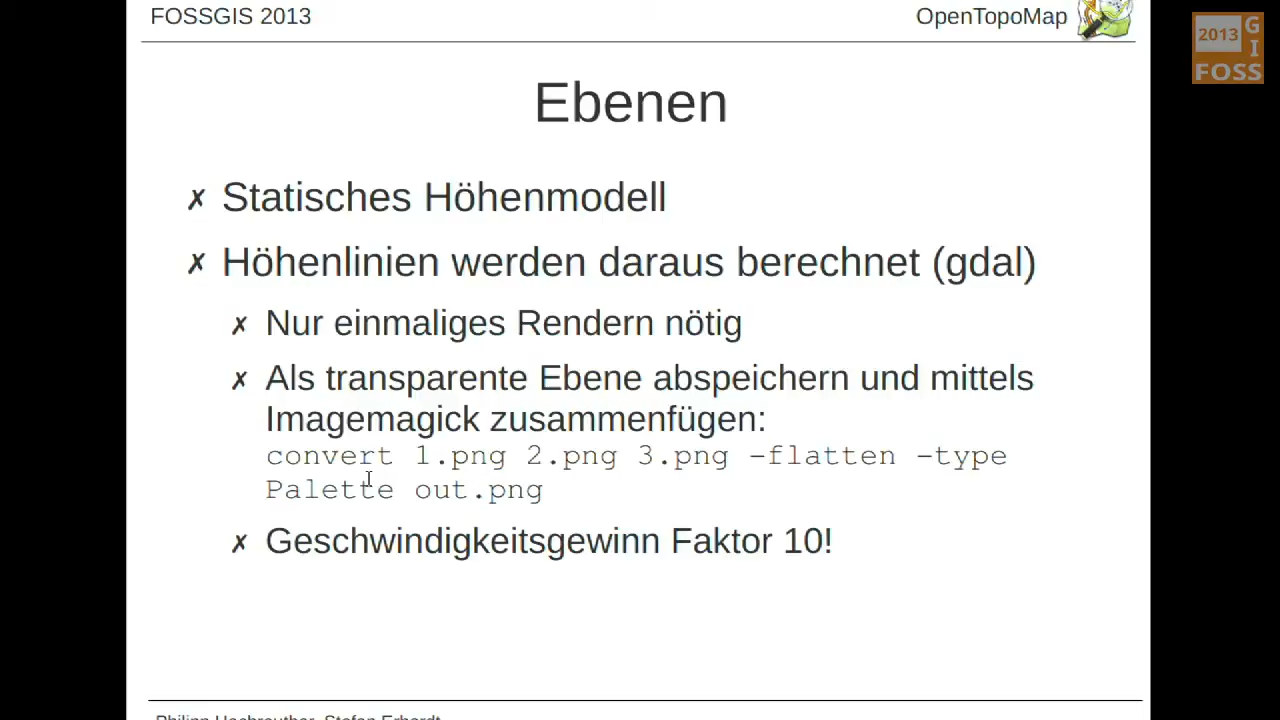 FOSSGIS 2013
OpenTopoMap
2013
G
I
FOSS
Ebenen
✗ Statisches Höhenmodell
✗ Höhenlinien werden daraus berechnet (gdal)
✗ Nur einmaliges Rendern nötig
✗ Als transparente Ebene abspeichern und mittels
Imagemagick zusammenfügen:
convert 1.png 2.png 3.png -flatten -type
Palette out.png
✗ Geschwindigkeitsgewinn Faktor 10!
Philipp Hochreuther, Stefan Erhardt